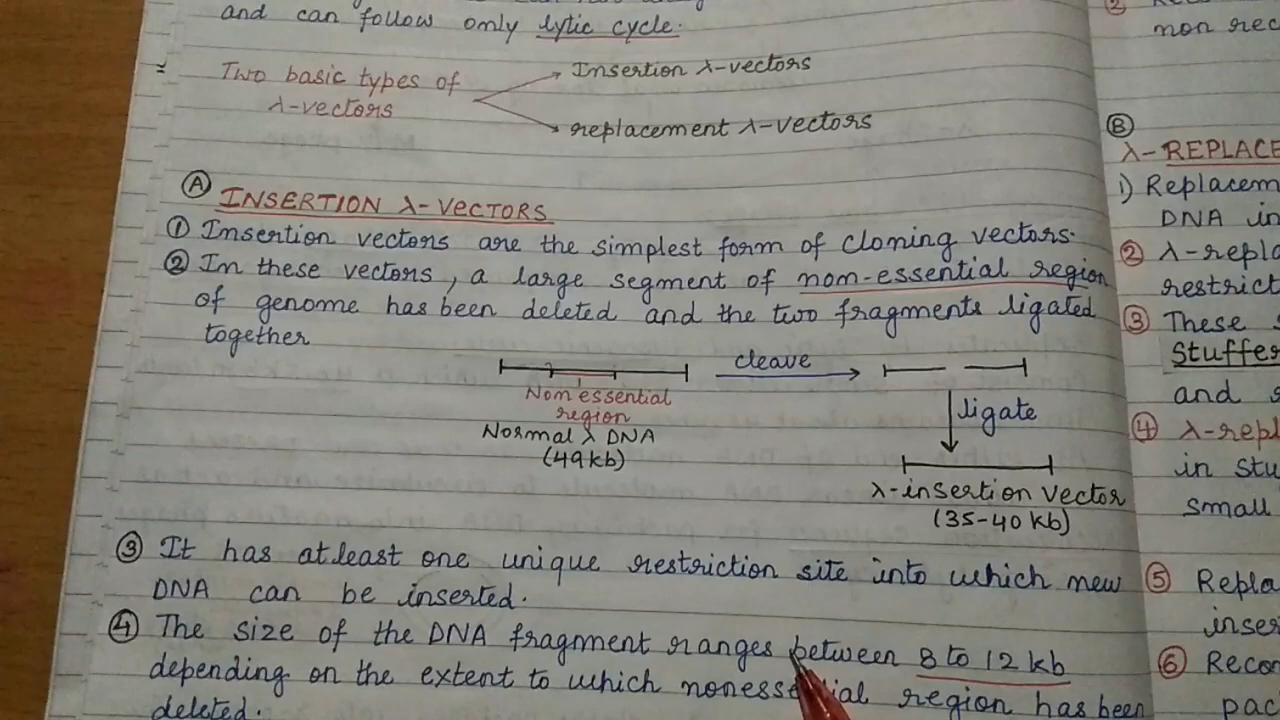 and can follow only lytic cycle.
Two basic types of
λ-vectors
Insertion λ-vectors
replacement λ-vectors
Ⓐ INSERTION λ-VECTORS
① Insertion vectors are the simplest form of cloning vectors.
② In these vectors, a large segment of non-essential region
of genome has been deleted and the two fragments ligated
together
cleave
Non essential
region
Normal λ DNA
(49kb)
ligate
λ-insertion vector
(35-40 kb)
③ It has atleast one unique restriction site into which new
DNA can be inserted.
④ The size of the DNA fragment ranges between 8 to 12 kb
depending on the extent to which nonessential region has been
deleted.
②
non rec
Ⓑ
λ-REPLACE
1) Replacem
DNA in
② λ-repla
restrict
③ These s
Stuffer
and s
④ λ-repl
in stu
small
⑤ Repla
inser
⑥ Recom
pac